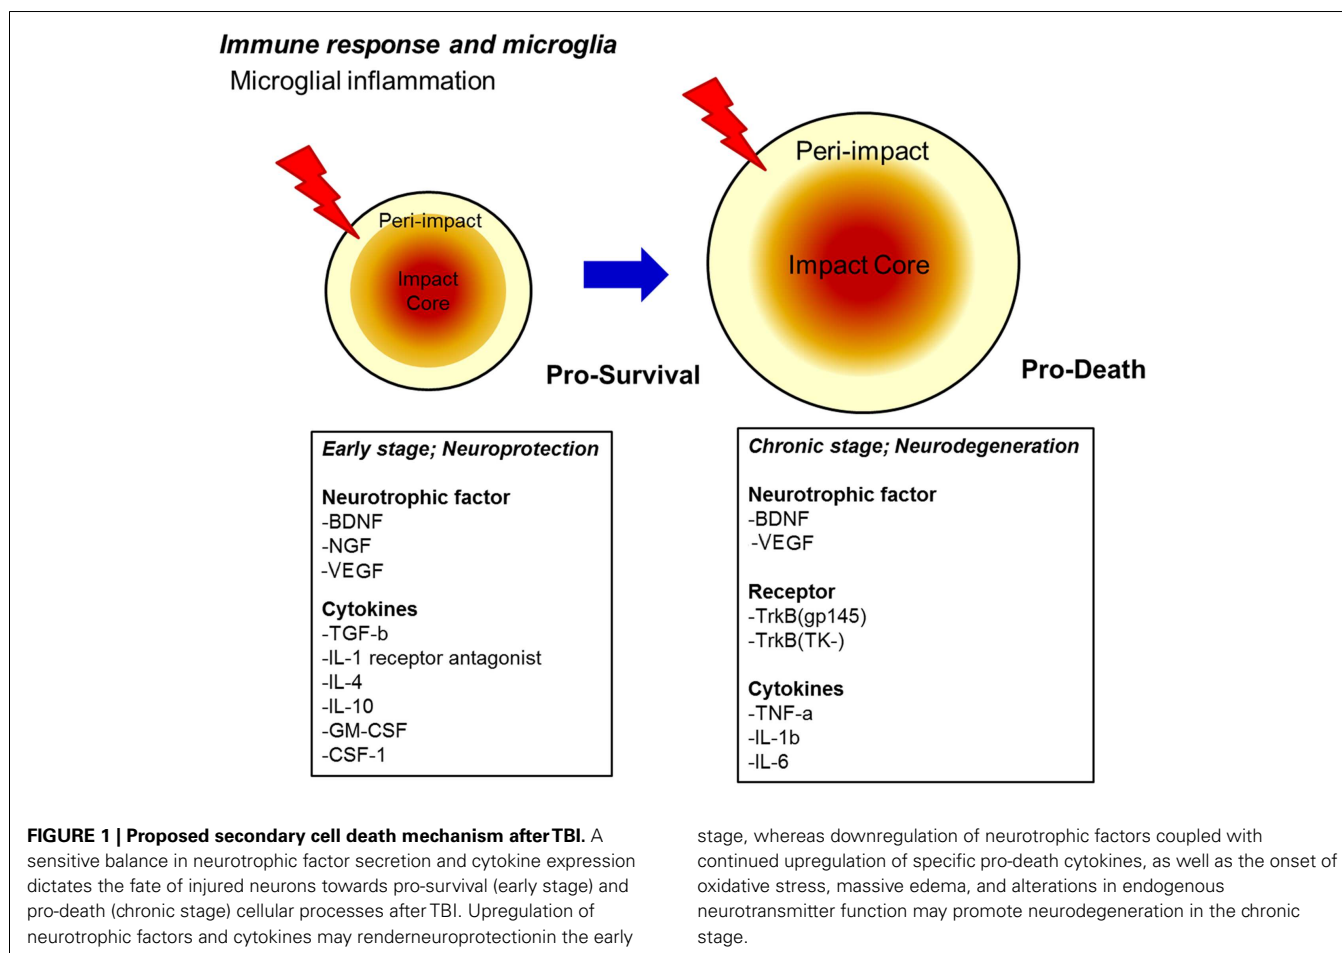 Immune response and microglia
Microglial inflammation
Peri-impact
Impact
Core
Pro-Survival
Peri-impact
Impact Core
Pro-Death
Early stage; Neuroprotection
Neurotrophic factor
-BDNF
-NGF
-VEGF
Cytokines
-TGF-b
-IL-1 receptor antagonist
-IL-4
-IL-10
-GM-CSF
-CSF-1
Chronic stage; Neurodegeneration
Neurotrophic factor
-BDNF
-VEGF
Receptor
-TrkB(gp145)
-TrkB(TK-)
Cytokines
-TNF-a
-IL-1b
-IL-6
FIGURE 1 | Proposed secondary cell death mechanism after TBI. A
sensitive balance in neurotrophic factor secretion and cytokine expression
dictates the fate of injured neurons towards pro-survival (early stage) and
pro-death (chronic stage) cellular processes after TBI. Upregulation of
neurotrophic factors and cytokines may renderneuroprotectionin the early
stage, whereas downregulation of neurotrophic factors coupled with
continued upregulation of specific pro-death cytokines, as well as the onset of
oxidative stress, massive edema, and alterations in endogenous
neurotransmitter function may promote neurodegeneration in the chronic
stage.